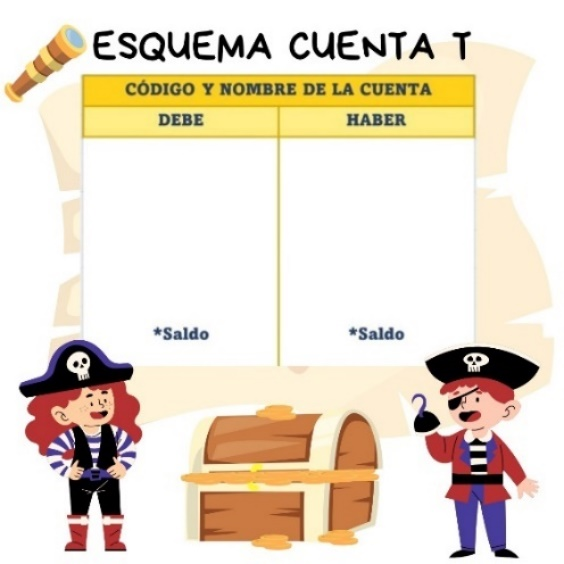 ESQUEMA CUENTA T
CÓDIGO Y NOMBRE DE LA CUENTA
DEBE HABER
*Saldo *Saldo